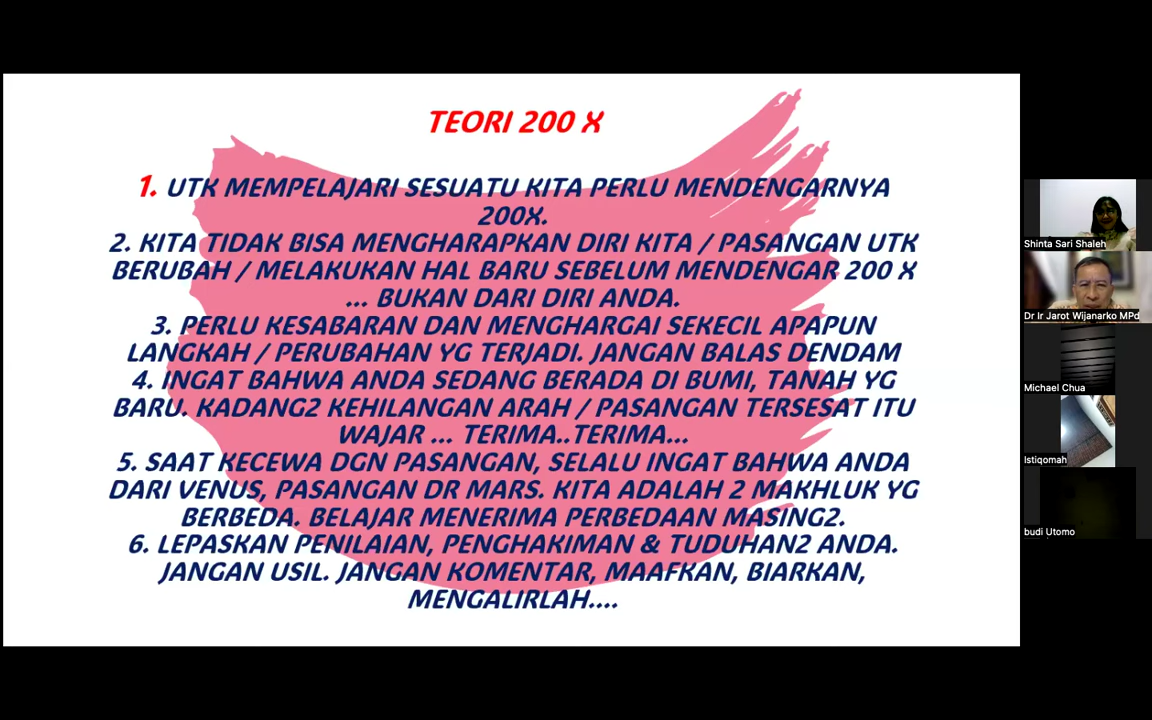 TEORI 200 X
1. UTK MEMPELAJARI SESUATU KITA PERLU MENDENGARNYA
200X.
2. KITA TIDAK BISA MENGHARAPKAN DIRI KITA / PASANGAN UTK
BERUBAH / MELAKUKAN HAL BARU SEBELUM MENDENGAR 200 X
... BUKAN DARI DIRI ANDA.
3. PERLU KESABARAN DAN MENGHARGAI SEKECIL APAPUN
LANGKAH / PERUBAHAN YG TERJADI. JANGAN BALAS DENDAM
4. INGAT BAHWA ANDA SEDANG BERADA DI BUMI, TANAH YG
BARU. KADANG2 KEHILANGAN ARAH / PASANGAN TERSESAT ITU
WAJAR ... TERIMA..TERIMA...
5. SAAT KECEWA DGN PASANGAN, SELALU INGAT BAHWA ANDA
DARI VENUS, PASANGAN DR MARS. KITA ADALAH 2 MAKHLUK YG
BERBEDA. BELAJAR MENERIMA PERBEDAAN MASING2.
6. LEPASKAN PENILAIAN, PENGHAKIMAN & TUDUHAN2 ANDA.
JANGAN USIL. JANGAN KOMENTAR, MAAFKAN, BIARKAN,
MENGALIRLAH....
Shinta Sari Shaleh
Dr Ir Jarot Wijanarko MPd
Michael Chua
Istiqomah
budi Utomo